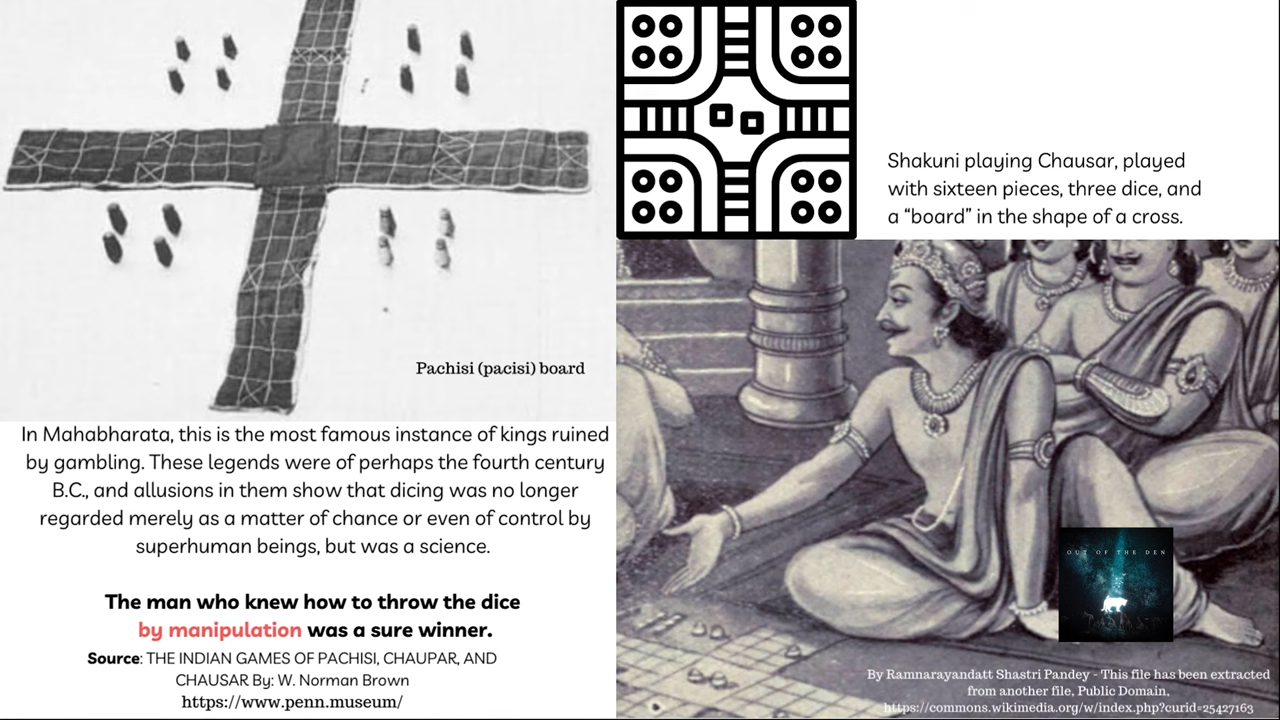 Pachisi (pacisi) board
In Mahabharata, this is the most famous instance of kings ruined
by gambling. These legends were of perhaps the fourth century
B.C., and allusions in them show that dicing was no longer
regarded merely as a matter of chance or even of control by
superhuman beings, but was a science.
The man who knew how to throw the dice
by manipulation was a sure winner.
Source: THE INDIAN GAMES OF PACHISI, CHAUPAR, AND
CHAUSAR By: W. Norman Brown
https://www.penn.museum/
Shakuni playing Chausar, played
with sixteen pieces, three dice, and
a “board” in the shape of a cross.
OUT OF THE DEN
By Ramnarayandatt Shastri Pandey - This file has been extracted
from another file, Public Domain,
https://commons.wikimedia.org/w/index.php?curid=25427163